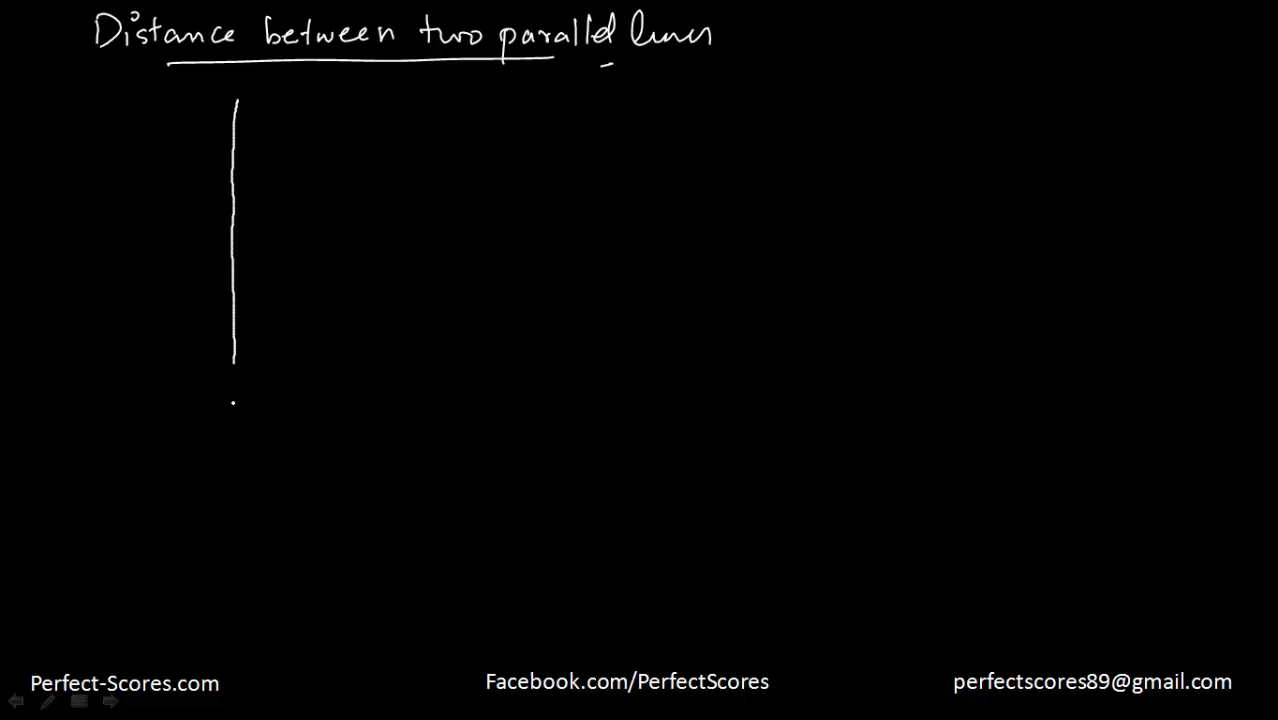 Distance between two parallel lines
Perfect-Scores.com
Facebook.com/PerfectScores
perfectscores89@gmail.com